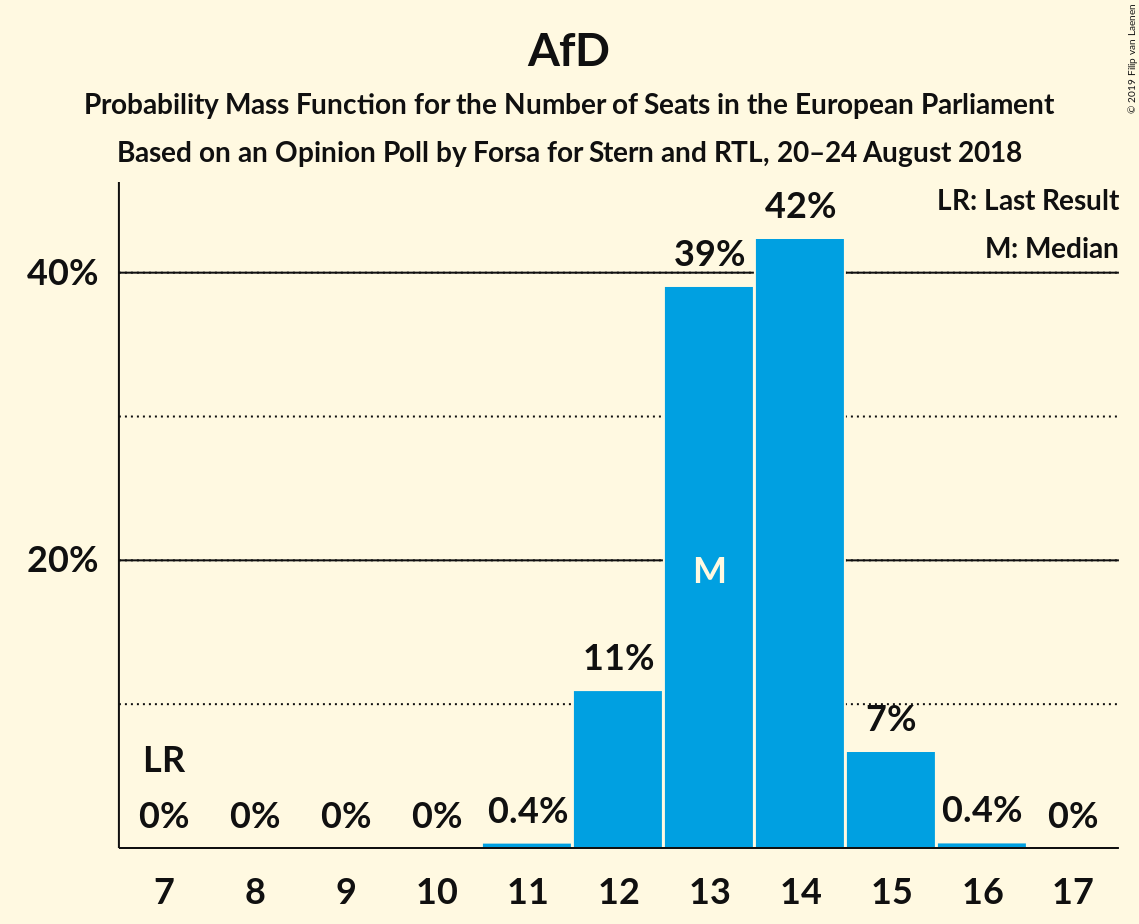 AfD
Probability Mass Function for the Number of Seats in the European Parliament
Based on an Opinion Poll by Forsa for Stern and RTL, 20–24 August 2018
© 2019 Filip van Laenen
LR: Last Result
M: Median
40%
20%
LR
0%
0%
0%
0%
0.4%
11%
39%
M
42%
7%
0.4%
0%
7 8 9 10 11 12 13 14 15 16 17